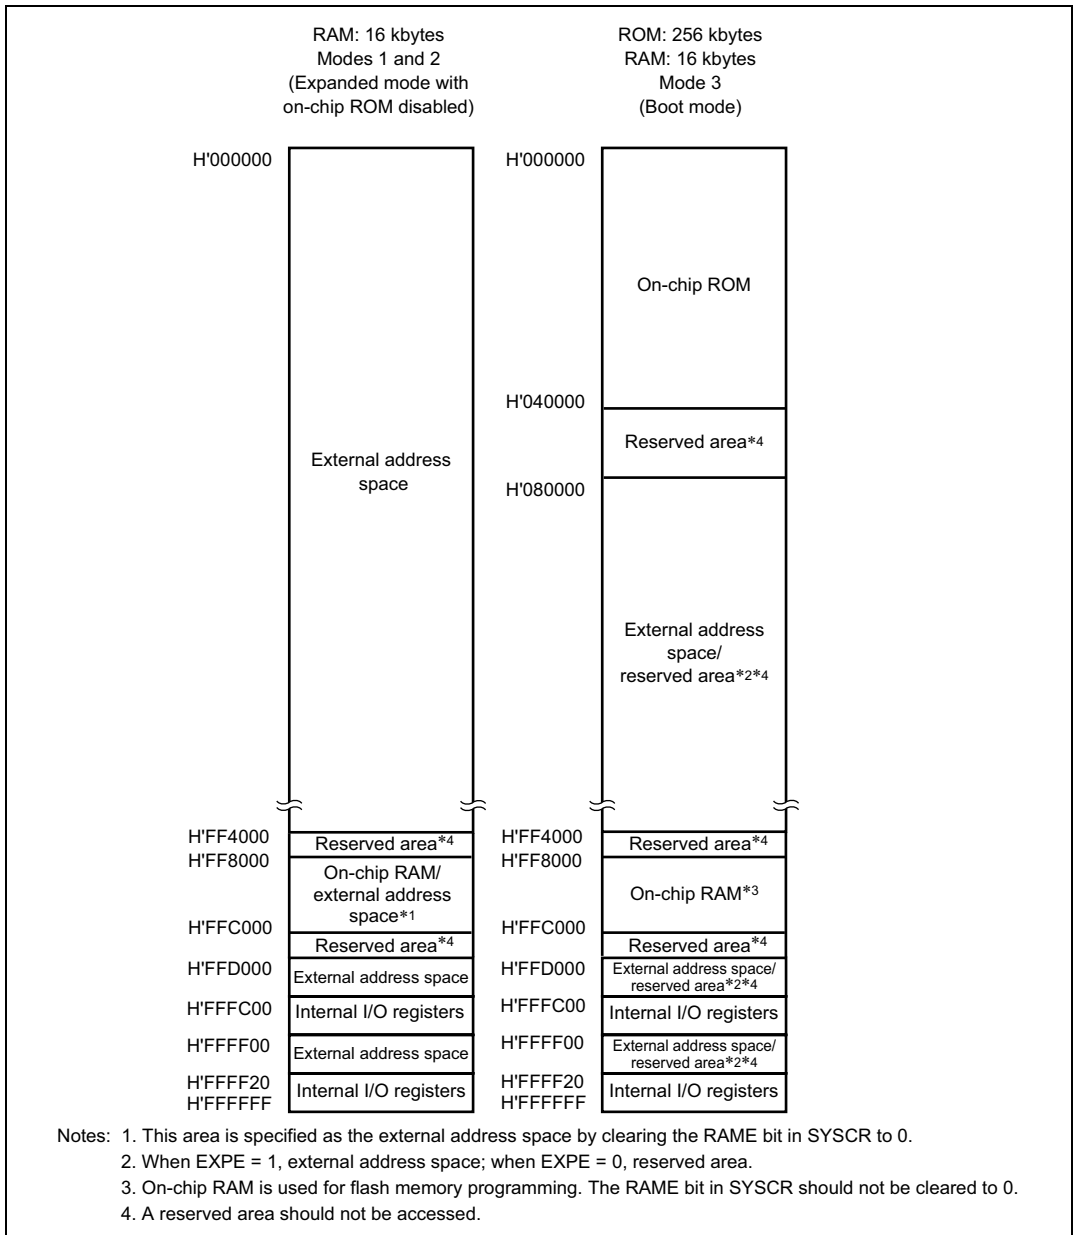 RAM: 16 kbytes
Modes 1 and 2
(Expanded mode with
on-chip ROM disabled)
H'000000
External address
space
H'FF4000
Reserved area*4
H'FF8000
On-chip RAM/
external address
space*1
H'FFC000
Reserved area*4
H'FFD000
External address space
H'FFFC00
Internal I/O registers
H'FFFF00
External address space
H'FFFF20
Internal I/O registers
H'FFFFFF
ROM: 256 kbytes
RAM: 16 kbytes
Mode 3
(Boot mode)
H'000000
On-chip ROM
H'040000
Reserved area*4
H'080000
External address
space/
reserved area*2*4
H'FF4000
Reserved area*4
H'FF8000
On-chip RAM*3
H'FFC000
Reserved area*4
H'FFD000
External address space/
reserved area*2*4
H'FFFC00
Internal I/O registers
H'FFFF00
External address space/
reserved area*2*4
H'FFFF20
Internal I/O registers
H'FFFFFF
Notes: 1. This area is specified as the external address space by clearing the RAME bit in SYSCR to 0.
2. When EXPE = 1, external address space; when EXPE = 0, reserved area.
3. On-chip RAM is used for flash memory programming. The RAME bit in SYSCR should not be cleared to 0.
4. A reserved area should not be accessed.